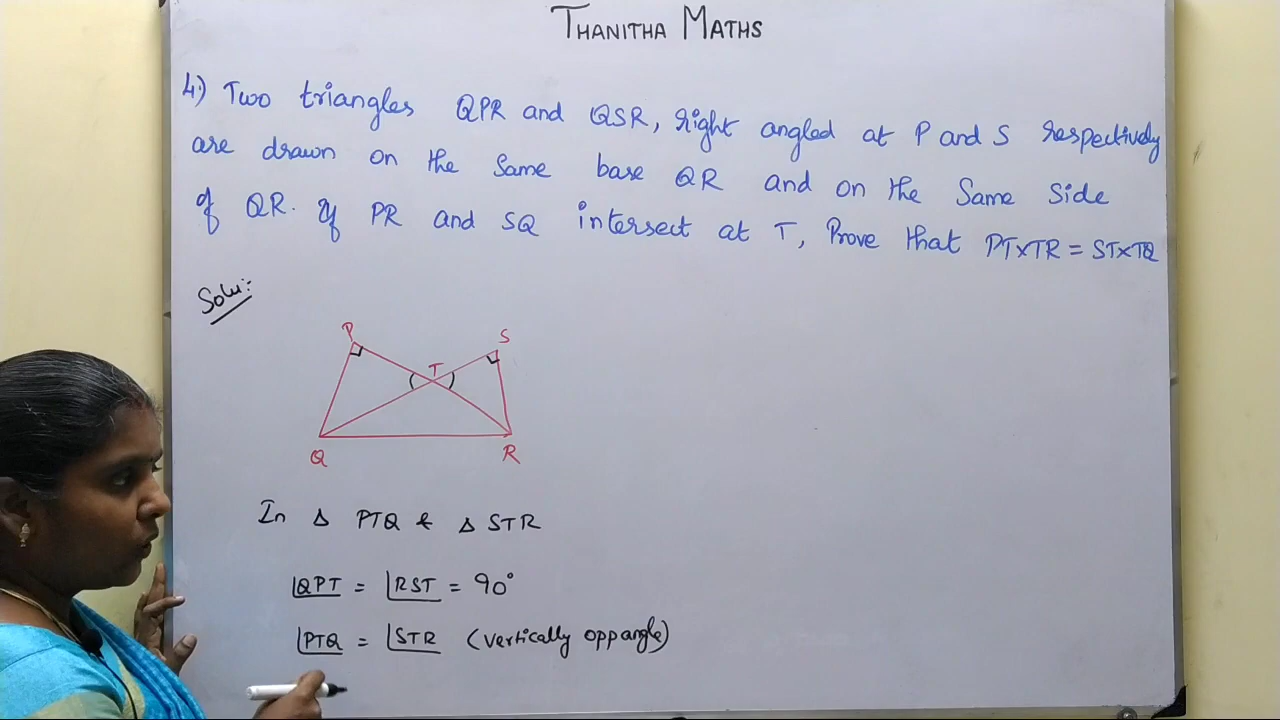 THANITHA MATHS
4.) Two triangles QPR and QSR, right angled at P and S respectively
are drawn on the same base QR and on the same side
of QR. If PR and SQ intersect at T, Prove that PT×TR = ST×TQ
Solu:-
P
S
T
Q
R
In Δ PTQ & Δ STR
∠QPT = ∠RST = 90°
∠PTQ = ∠STR (vertically opp angle)